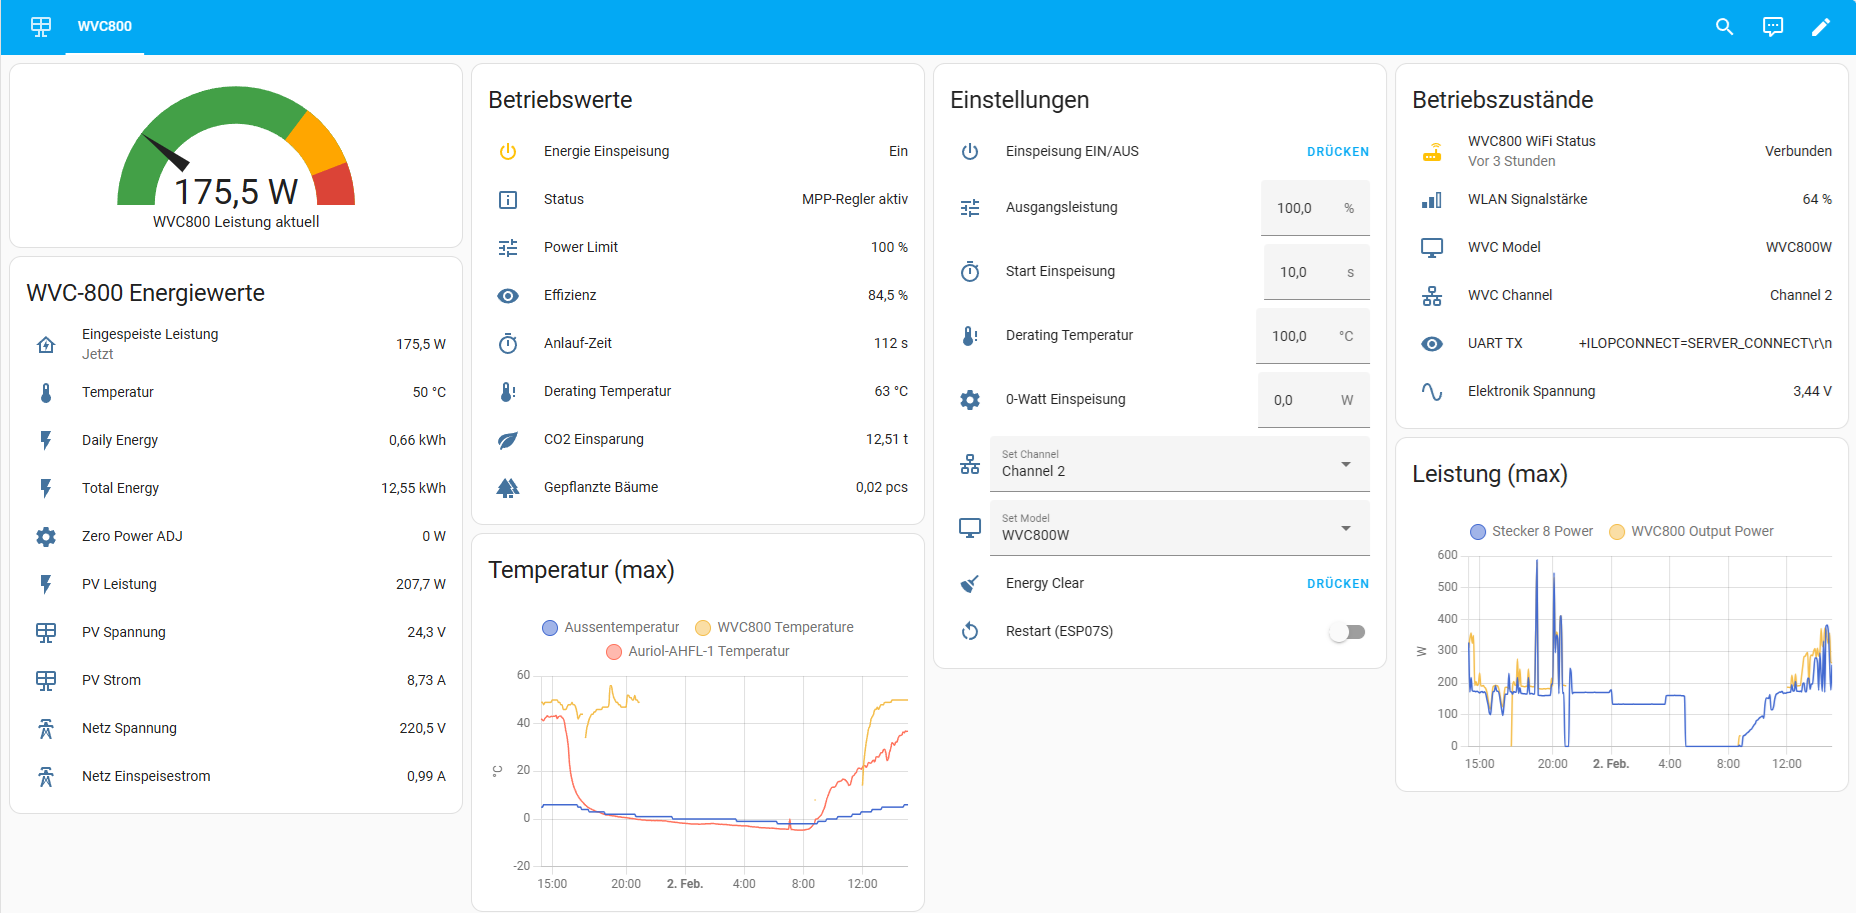 WVC800
175,5 W
WVC800 Leistung aktuell
WVC-800 Energiewerte
Eingespeiste Leistung
Jetzt
175,5 W
Temperatur 50 °C
Daily Energy 0,66 kWh
Total Energy 12,55 kWh
Zero Power ADJ 0 W
PV Leistung 207,7 W
PV Spannung 24,3 V
PV Strom 8,73 A
Netz Spannung 220,5 V
Netz Einspeisestrom 0,99 A
Betriebswerte
Energie Einspeisung Ein
Status MPP-Regler aktiv
Power Limit 100 %
Effizienz 84,5 %
Anlauf-Zeit 112 s
Derating Temperatur 63 °C
CO2 Einsparung 12,51 t
Gepflanzte Bäume 0,02 pcs
Temperatur (max)
Aussentemperatur WVC800 Temperature
Auriol-AHFL-1 Temperatur
60
40
°C
20
0
-20
15:00 20:00 2. Feb. 4:00 8:00 12:00
Einstellungen
Einspeisung EIN/AUS DRÜCKEN
Ausgangsleistung 100,0 %
Start Einspeisung 10,0 s
Derating Temperatur 100,0 °C
0-Watt Einspeisung 0,0 W
Set Channel
Channel 2
Set Model
WVC800W
Energy Clear DRÜCKEN
Restart (ESP07S)
Betriebszustände
WVC800 WiFi Status
Vor 3 Stunden
Verbunden
WLAN Signalstärke 64 %
WVC Model WVC800W
WVC Channel Channel 2
UART TX +ILOPCONNECT=SERVER_CONNECT\r\n
Elektronik Spannung 3,44 V
Leistung (max)
Stecker 8 Power WVC800 Output Power
600
500
400
300
W
200
100
0
15:00 20:00 2. Feb. 4:00 8:00 12:00